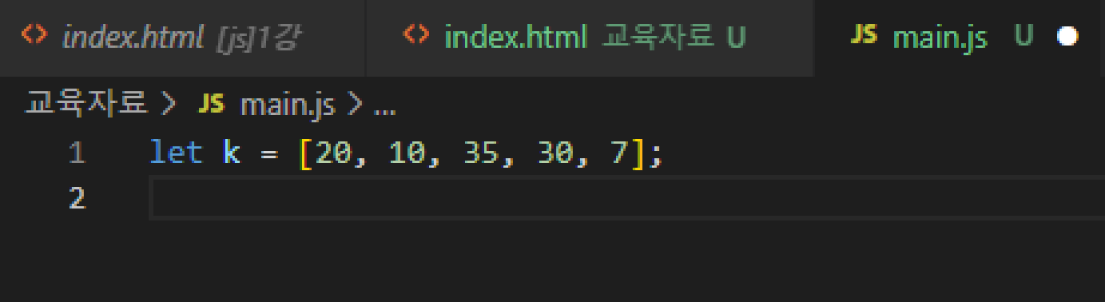 <> index.html [js]1강 <> index.html 교육자료 U JS main.js U ●
교육자료 > JS main.js > ...
1 let k = [20, 10, 35, 30, 7];
2